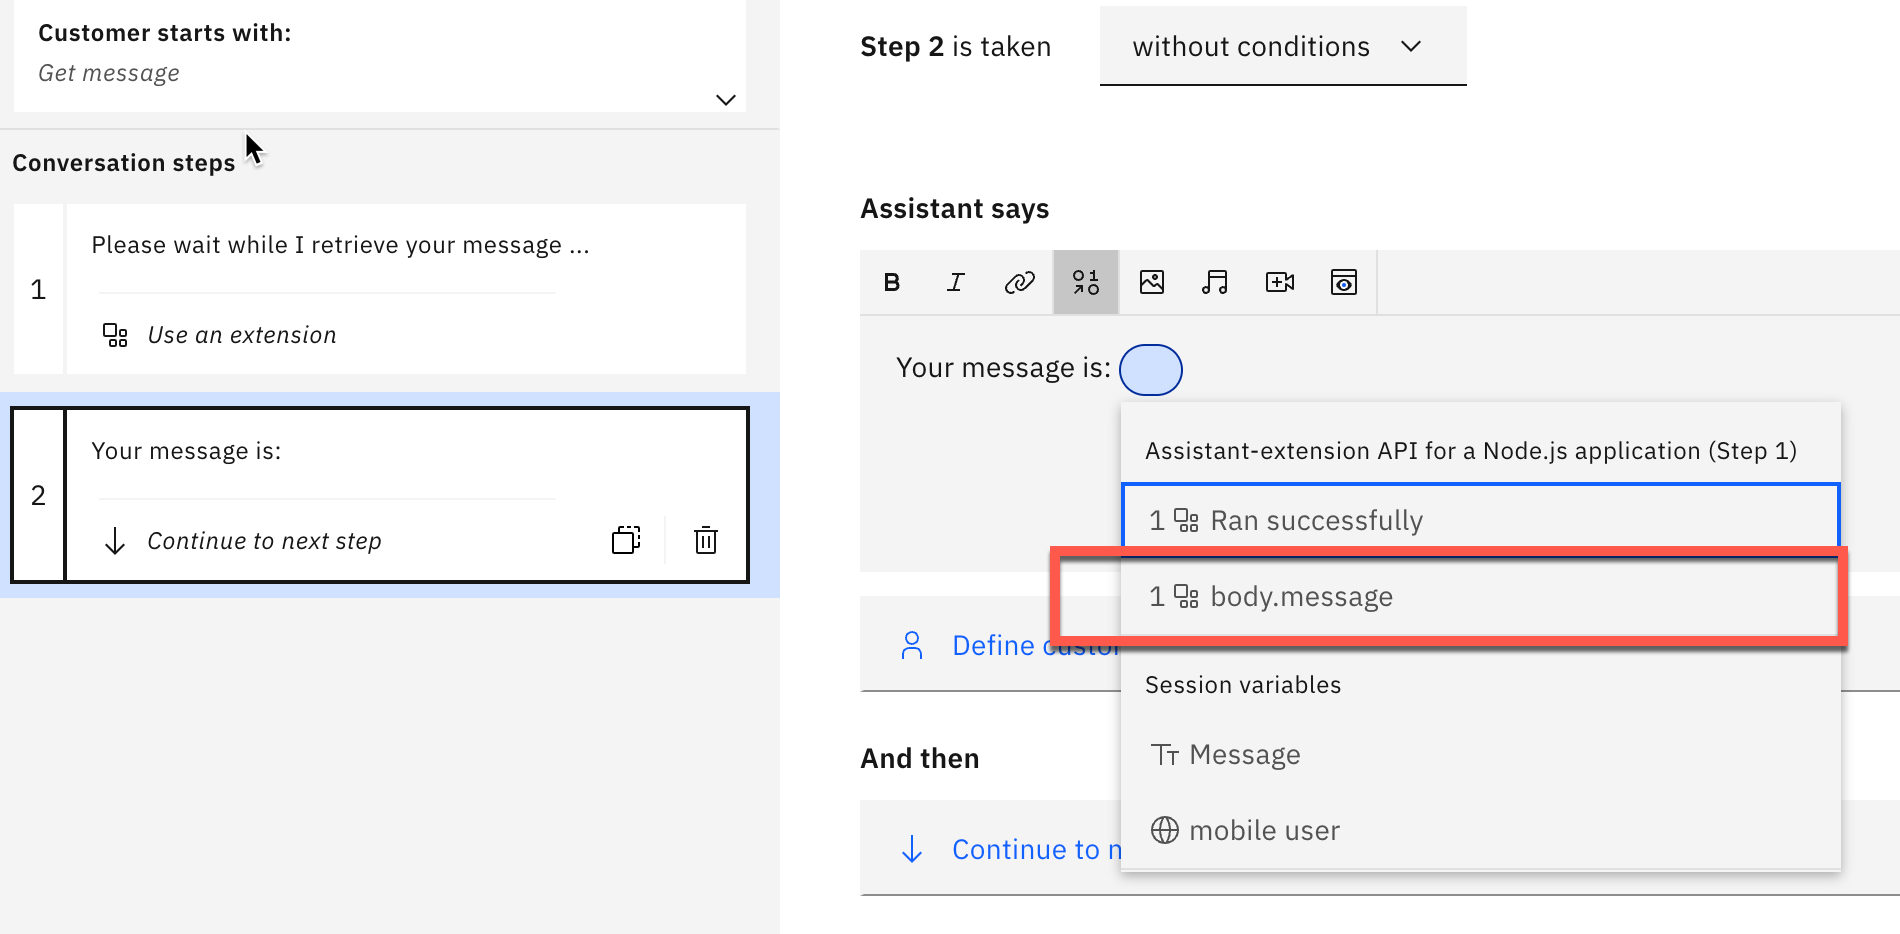 Customer starts with:
Get message
Conversation steps
1
Please wait while I retrieve your message ...
Use an extension
2
Your message is:
Continue to next step
Step 2 is taken
without conditions
Assistant says
B I
Your message is:
Assistant-extension API for a Node.js application (Step 1)
1 Ran successfully
1 body.message
Define custom
Session variables
Message
mobile user
And then
Continue to n